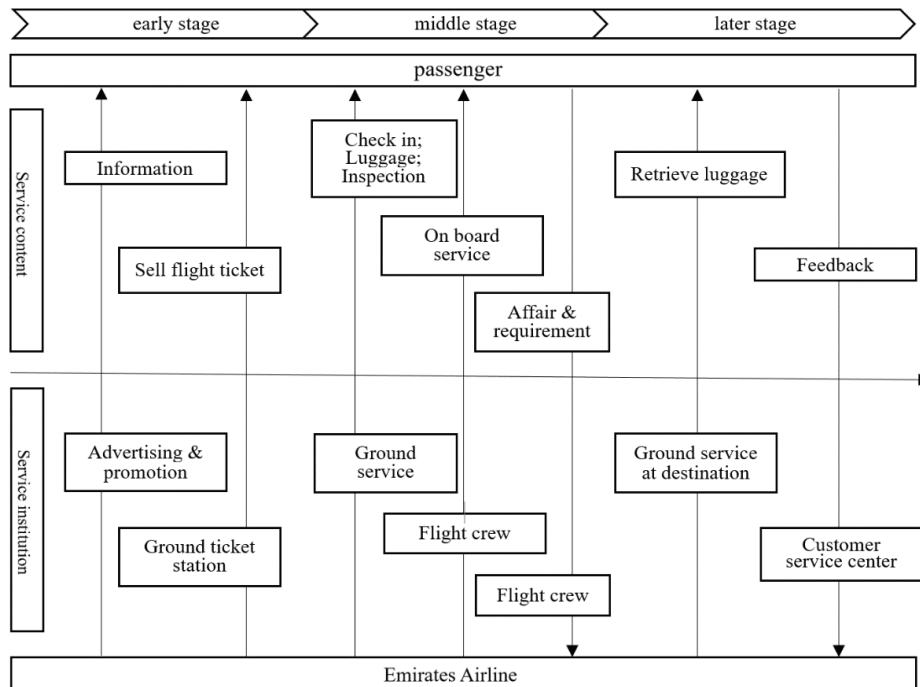 early stage
middle stage
later stage
passenger
Service content
Information
Check in;
Luggage;
Inspection
Retrieve luggage
Sell flight ticket
On board
service
Feedback
Affair &
requirement
Service institution
Advertising &
promotion
Ground
service
Ground service
at destination
Ground ticket
station
Flight crew
Customer
service center
Flight crew
Emirates Airline